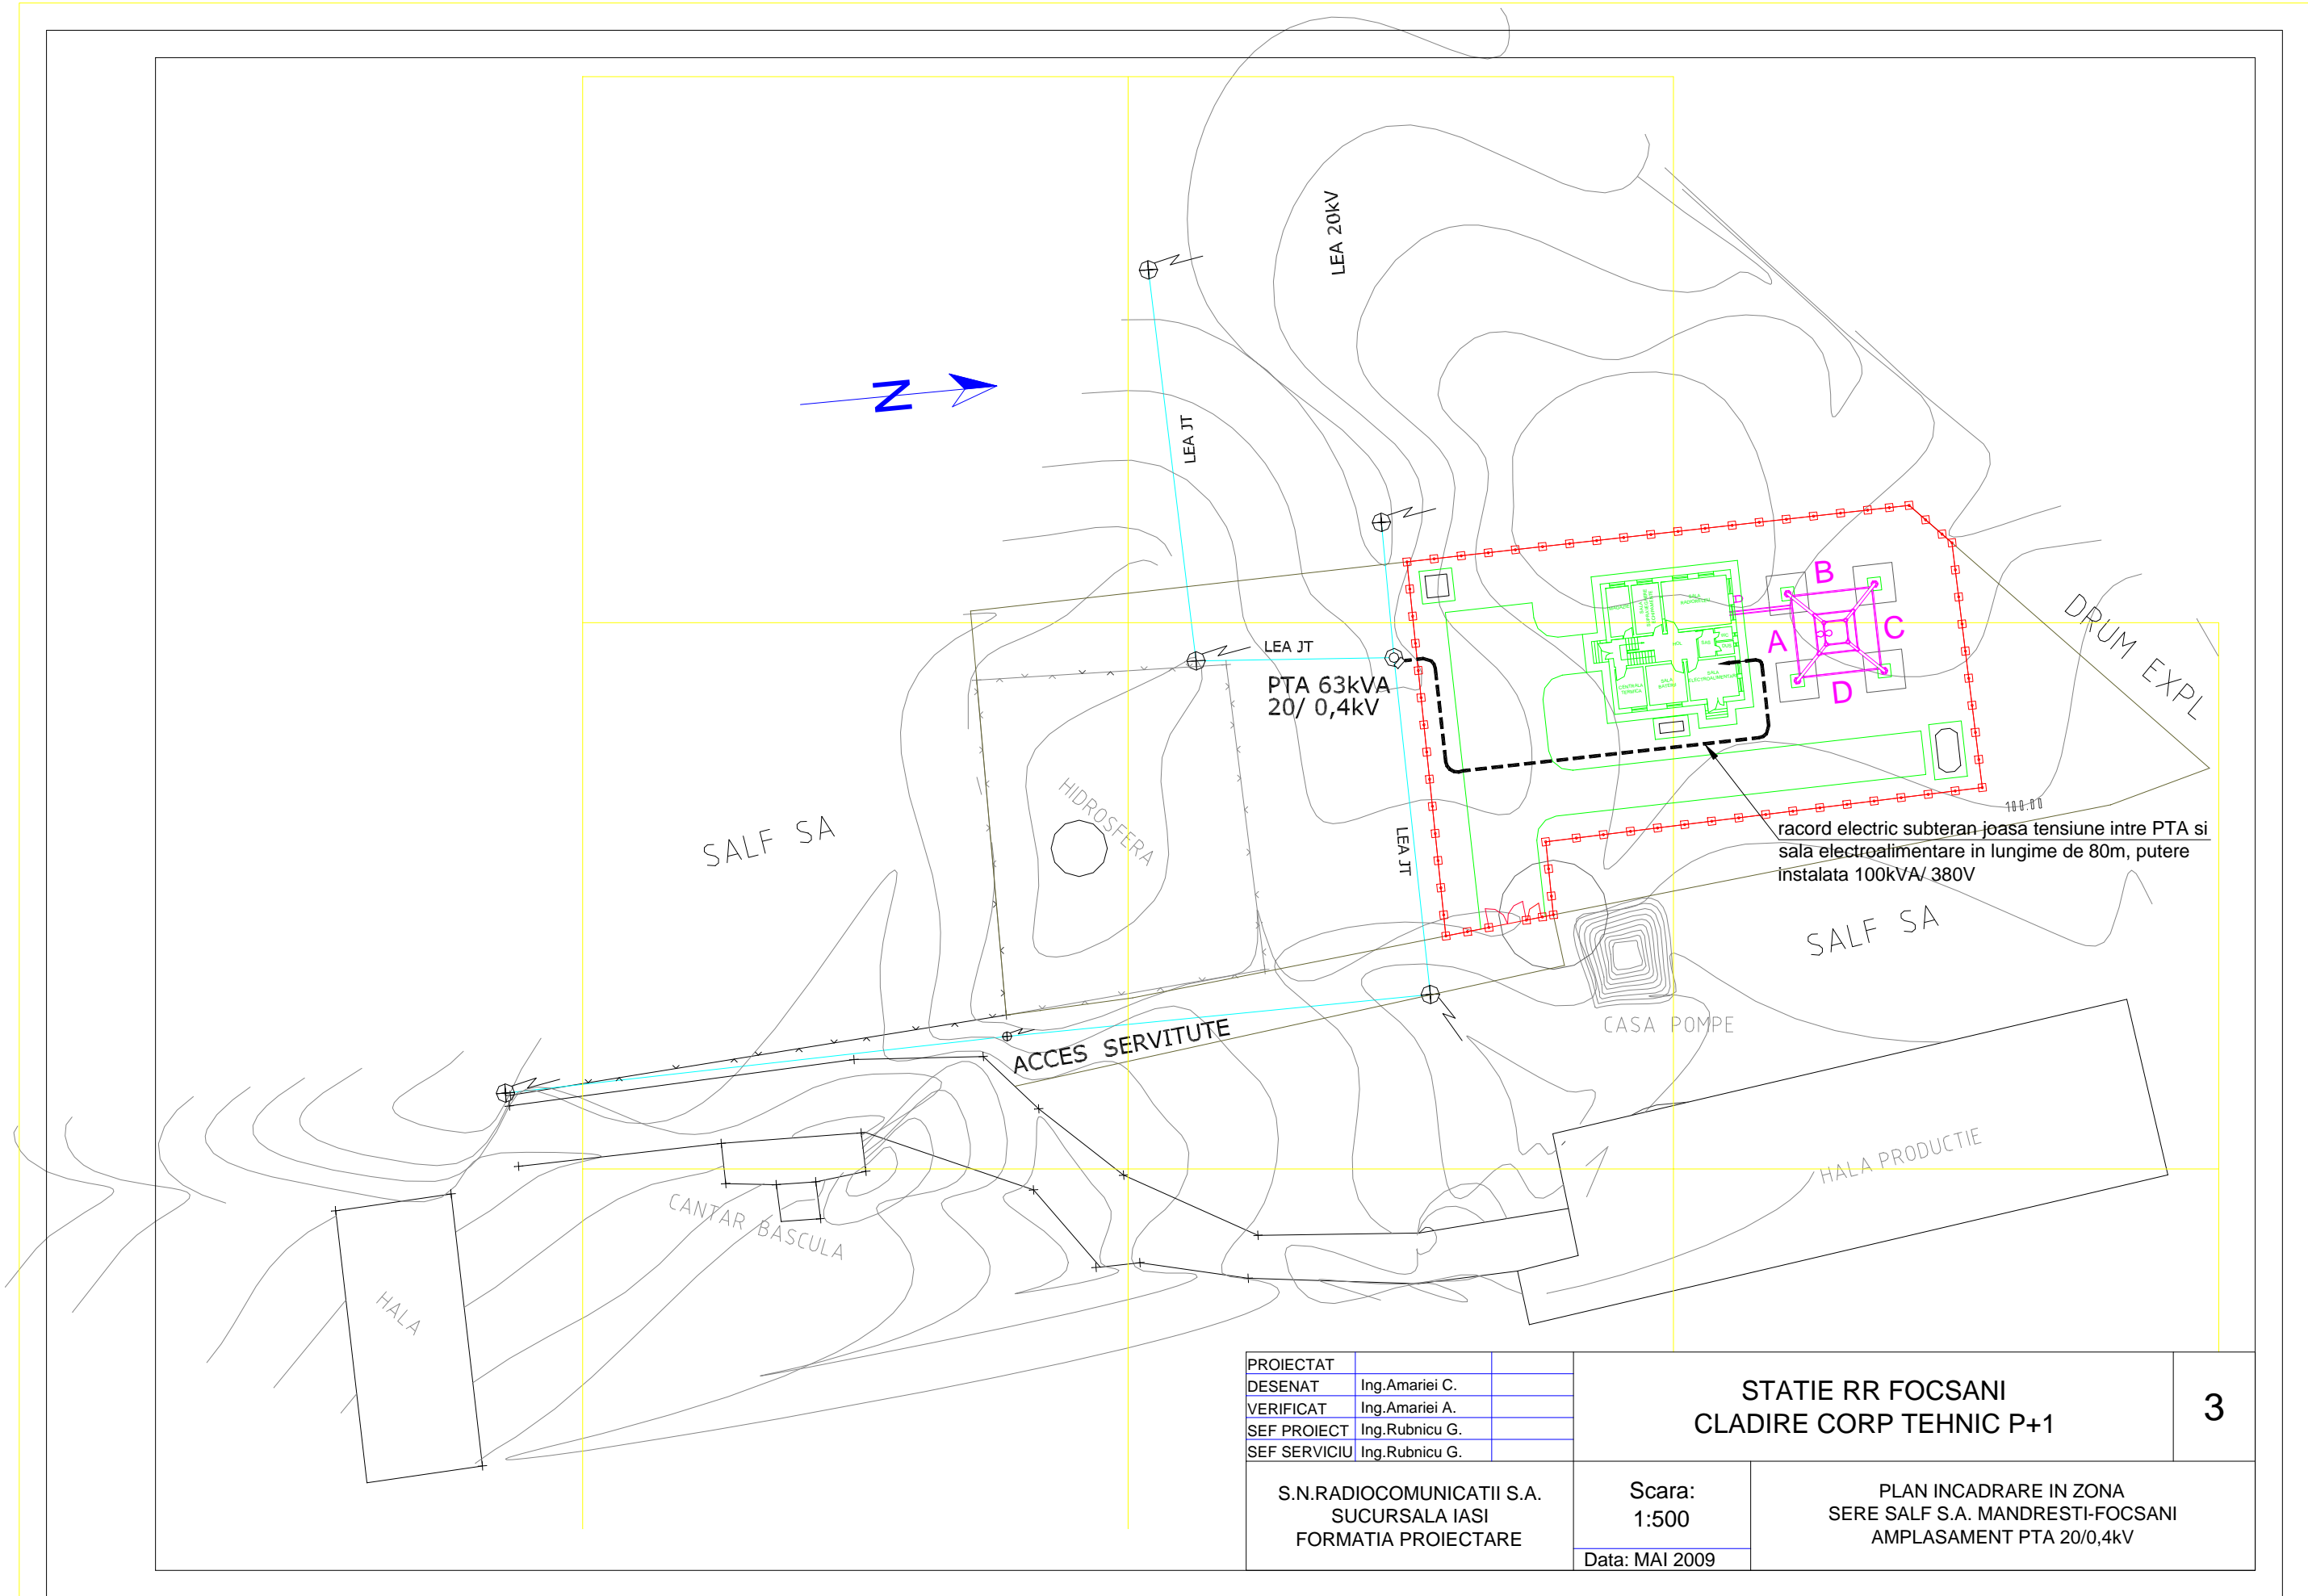 LEA 20kV
N
LEA JT
B
A
C
D
DRUM EXPL
LEA JT
PTA 63kVA
20/ 0,4kV
HOL
HIDROSFERA
SALF SA
LEA JT
100.00
racord electric subteran joasa tensiune intre PTA si
sala electroalimentare in lungime de 80m, putere
instalata 100kVA/ 380V
SALF SA
CASA POMPE
ACCES SERVITUTE
HALA PRODUCTIE
CANTAR BASCULA
HALA
PROIECTAT
DESENAT Ing.Amariei C.
VERIFICAT Ing.Amariei A.
SEF PROIECT Ing.Rubnicu G.
SEF SERVICIU Ing.Rubnicu G.
STATIE RR FOCSANI
CLADIRE CORP TEHNIC P+1
3
S.N.RADIOCOMUNICATII S.A.
SUCURSALA IASI
FORMATIA PROIECTARE
Scara:
1:500
Data: MAI 2009
PLAN INCADRARE IN ZONA
SERE SALF S.A. MANDRESTI-FOCSANI
AMPLASAMENT PTA 20/0,4kV